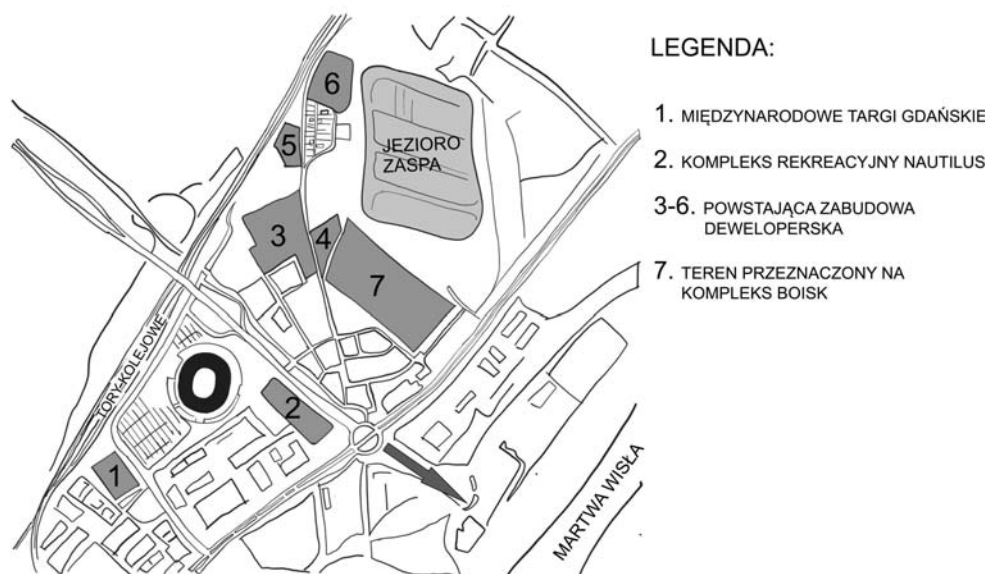 LEGENDA:
1. MIĘDZYNARODOWE TARGI GDAŃSKIE
2. KOMPLEKS REKREACYJNY NAUTILUS
3-6. POWSTAJĄCA ZABUDOWA
DEWELOPERSKA
7. TEREN PRZEZNACZONY NA
KOMPLEKS BOISK
6
5
JEZIORO
ZASPA
3
4
7
TORY KOLEJOWE
2
1
MARTWA WISŁA